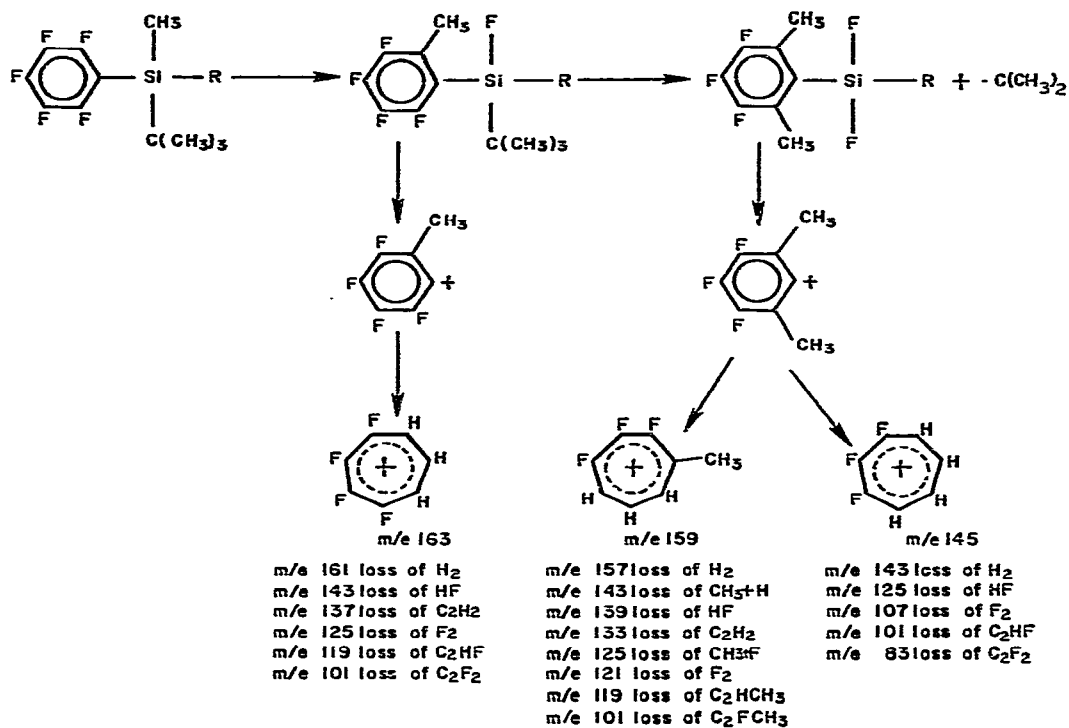 CH3 CH3 F CH3 F
F F F F
F Si R F Si R F Si R + -C(CH3)2
F F F F F
C(CH3)3 C(CH3)3 CH3 F
CH3 CH3
F F
F + F +
F F F
CH3
F H F F F H
F + H F + CH3 F + H
F H H H F H
F H H
m/e 163 m/e 159 m/e 145
m/e 161 loss of H2
m/e 143 loss of HF
m/e 137 loss of C2H2
m/e 125 loss of F2
m/e 119 loss of C2HF
m/e 101 loss of C2F2
m/e 157 loss of H2
m/e 143 loss of CH3+H
m/e 139 loss of HF
m/e 133 loss of C2H2
m/e 125 loss of CH3+F
m/e 121 loss of F2
m/e 119 loss of C2HCH3
m/e 101 loss of C2FCH3
m/e 143 loss of H2
m/e 125 loss of HF
m/e 107 loss of F2
m/e 101 loss of C2HF
m/e 83 loss of C2F2